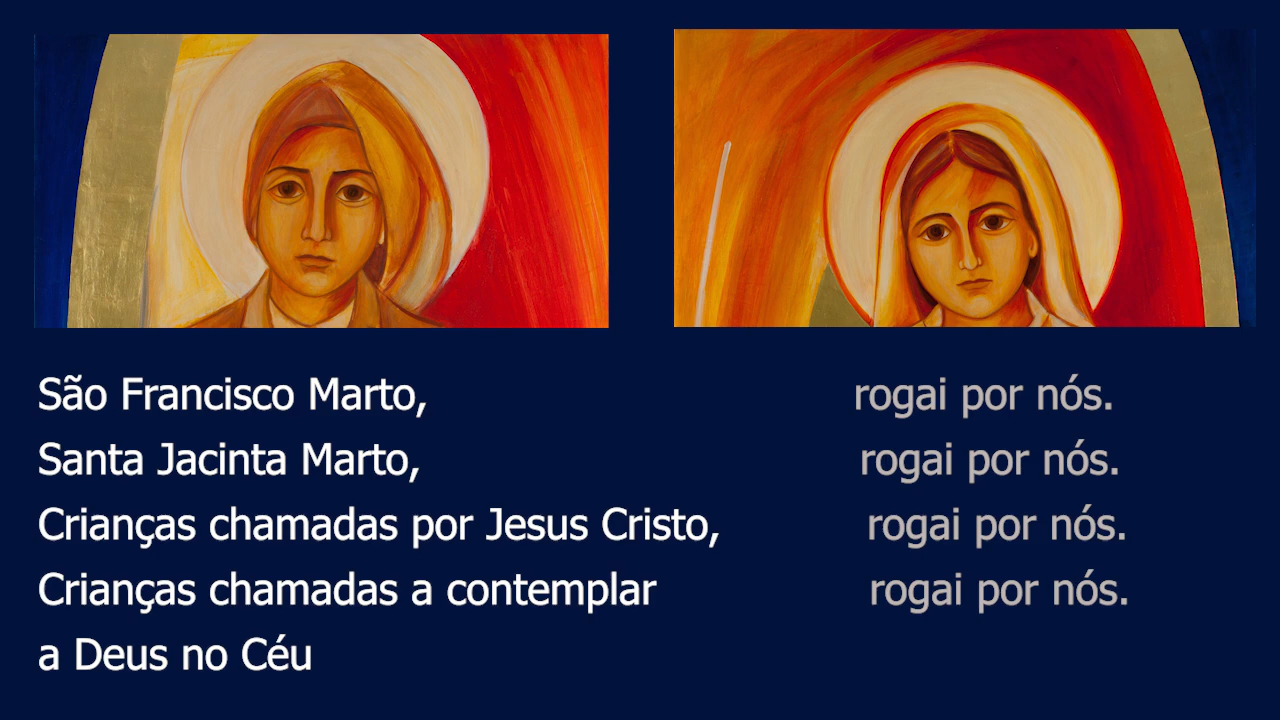 São Francisco Marto, rogai por nós.
Santa Jacinta Marto, rogai por nós.
Crianças chamadas por Jesus Cristo, rogai por nós.
Crianças chamadas a contemplar rogai por nós.
a Deus no Céu